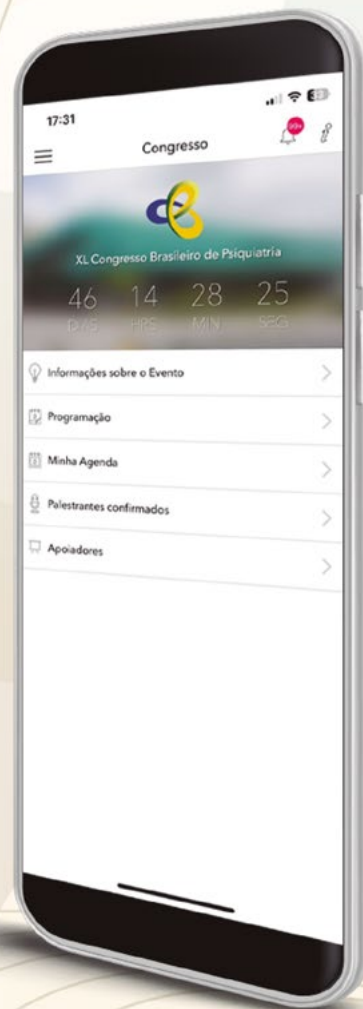 17:31
Congresso
99+
XL Congresso Brasileiro de Psiquiatria
46 14 28 25
DIAS HRS MIN SEG
Informações sobre o Evento
Programação
Minha Agenda
Palestrantes confirmados
Apoiadores